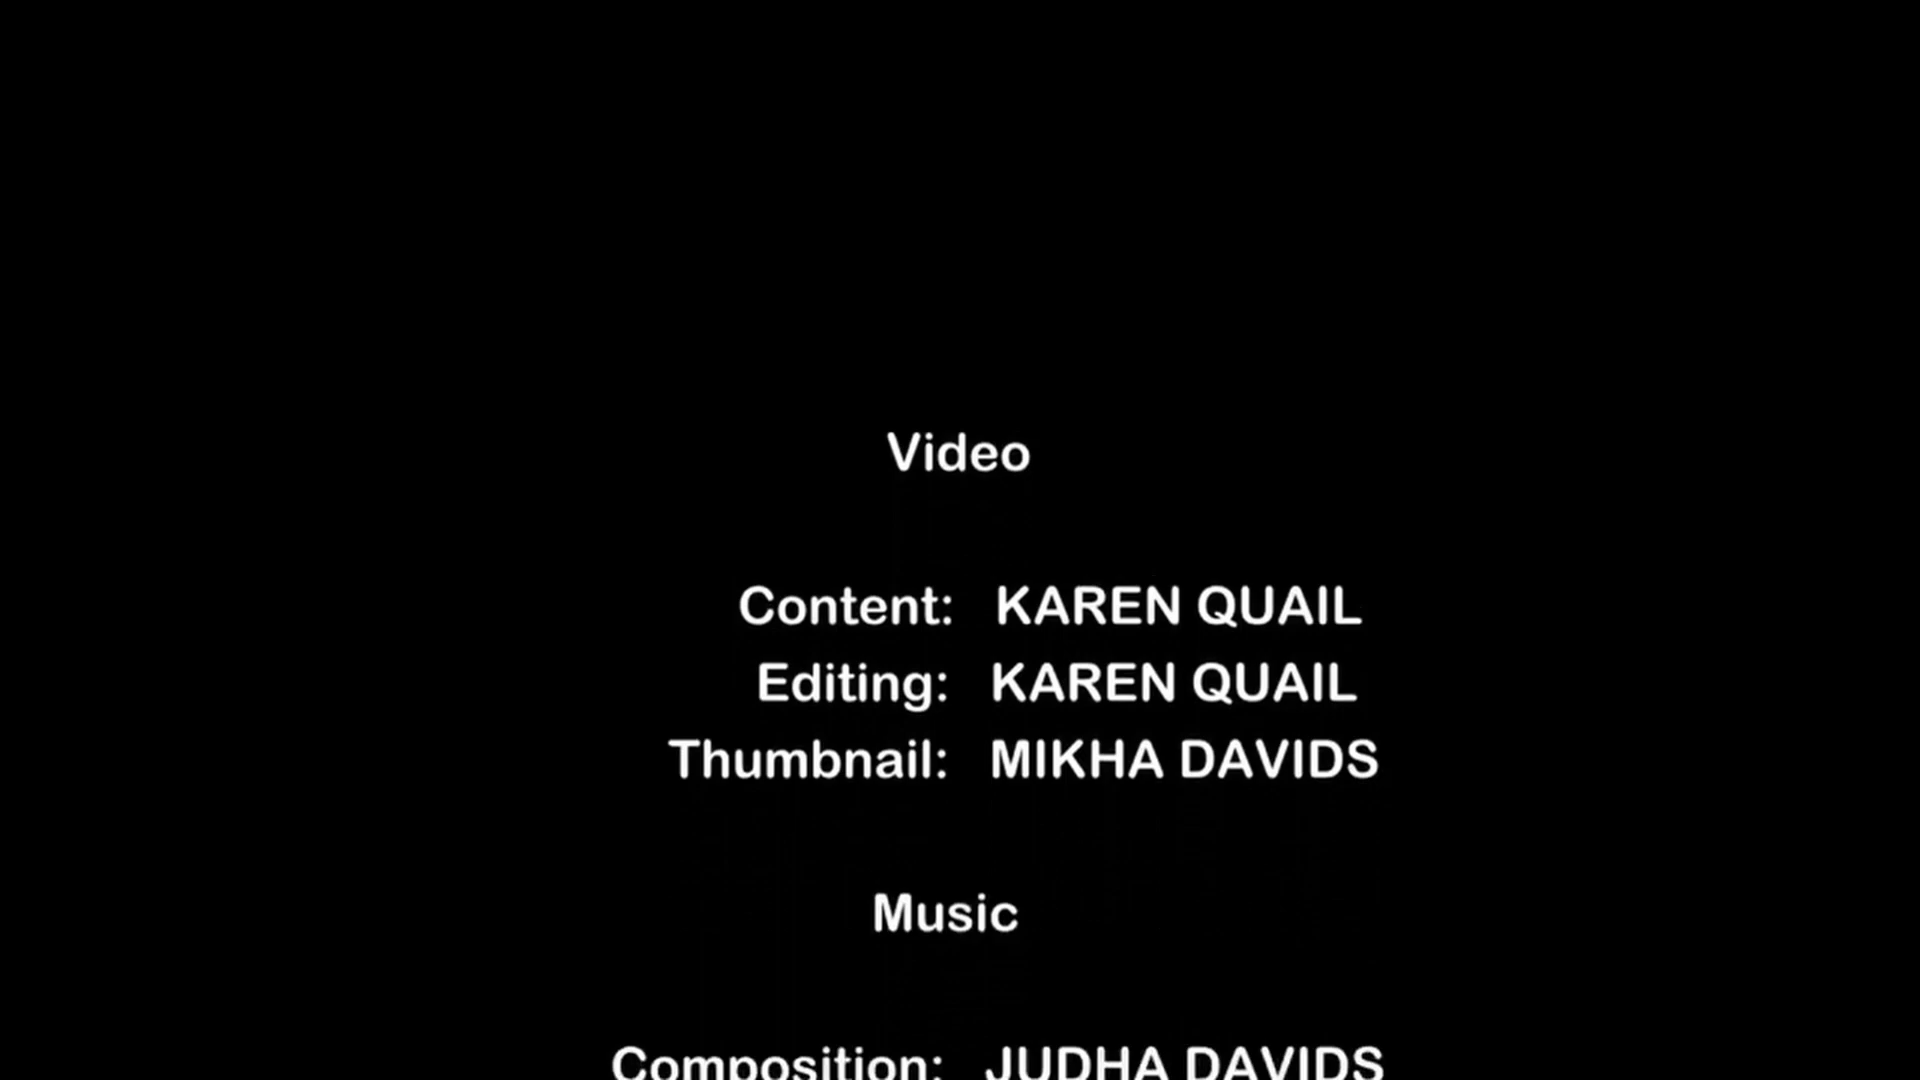 Video
Content: KAREN QUAIL
Editing: KAREN QUAIL
Thumbnail: MIKHA DAVIDS
Music
Composition: JUDHA DAVIDS